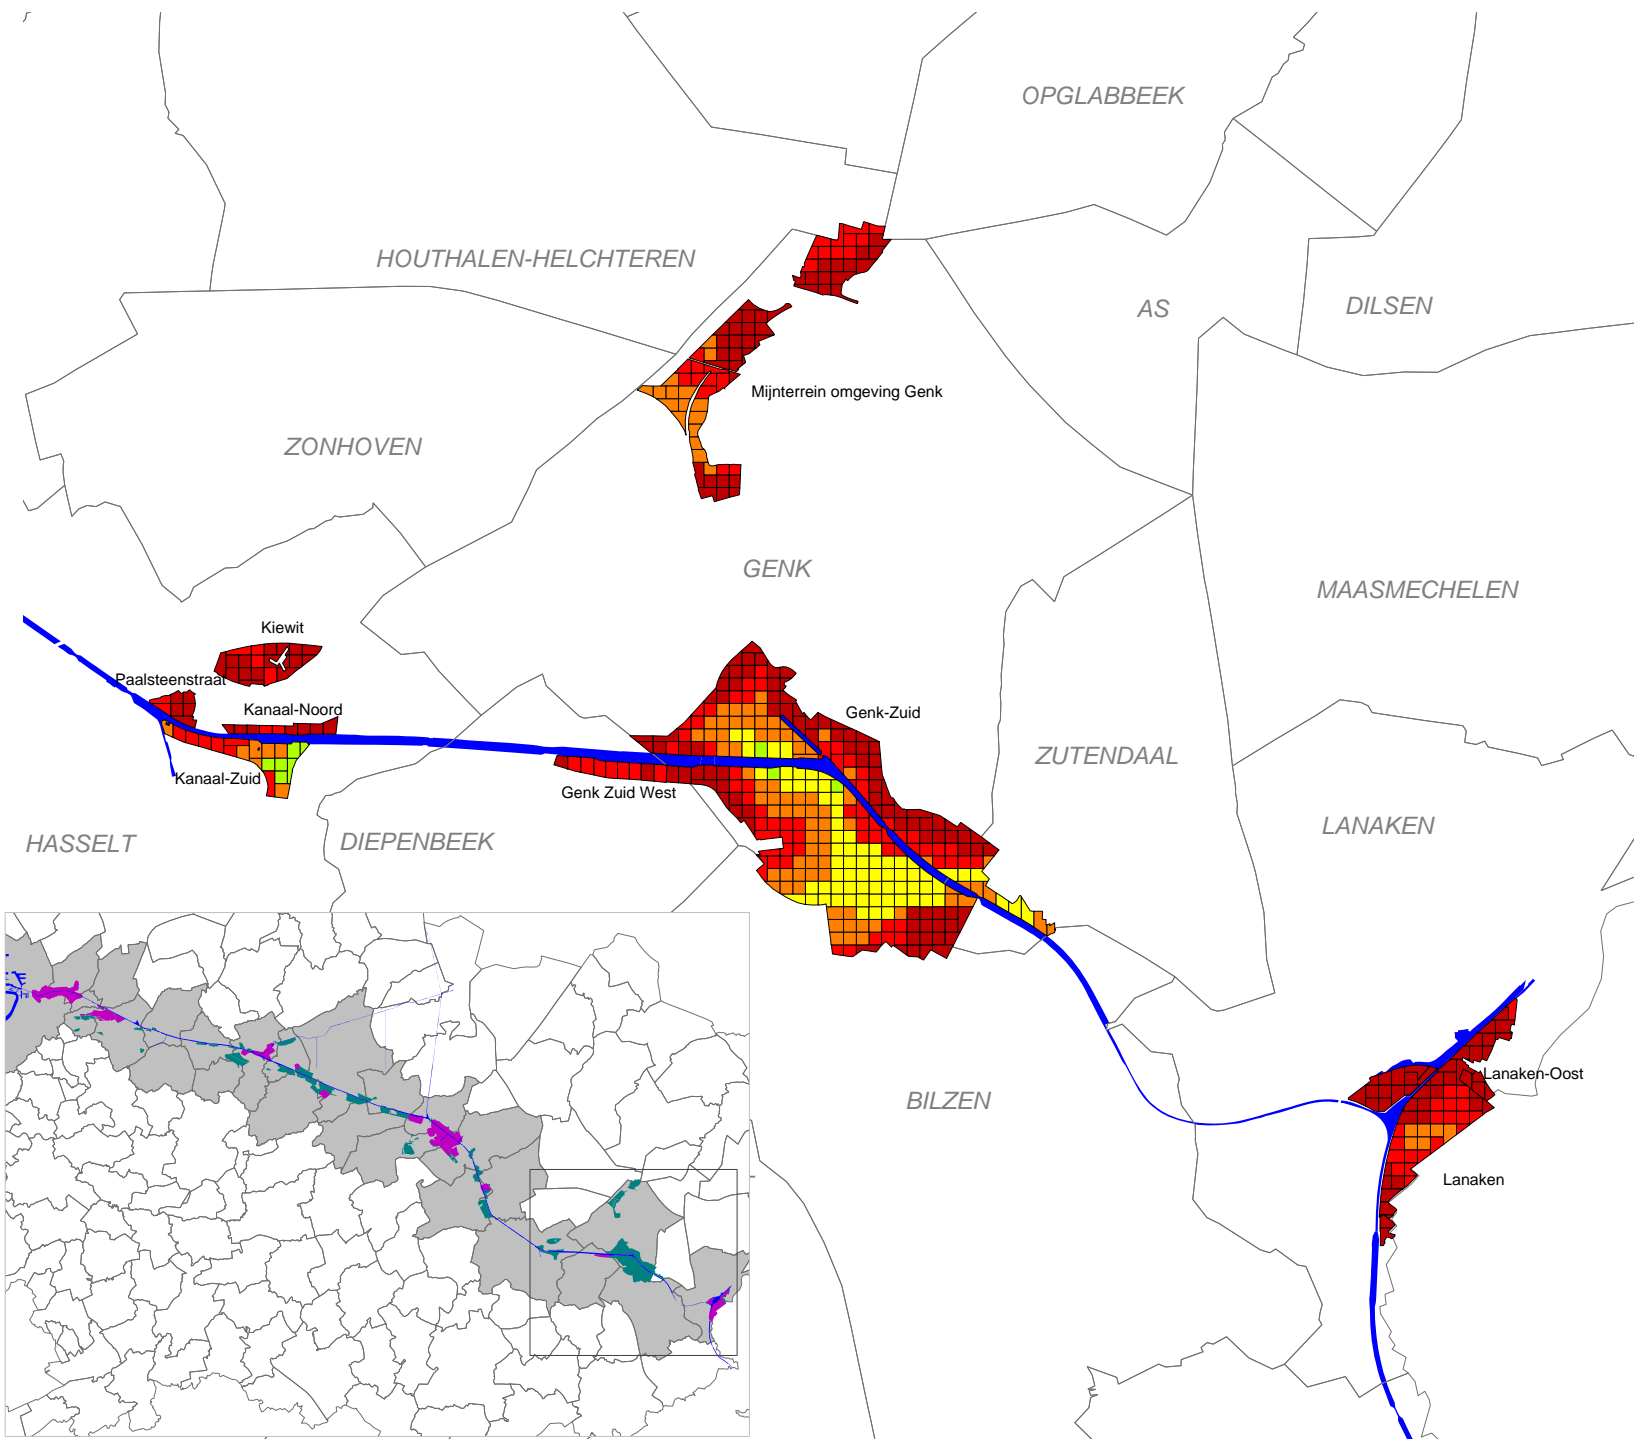 OPGLABBEEK
HOUTHALEN-HELCHTEREN
AS
DILSEN
Mijnterrein omgeving Genk
ZONHOVEN
GENK
MAASMECHELEN
Kiewit
Paalsteenstraat
Kanaal-Noord
Genk-Zuid
ZUTENDAAL
Kanaal-Zuid
Genk Zuid West
LANAKEN
HASSELT
DIEPENBEEK
Lanaken-Oost
BILZEN
Lanaken